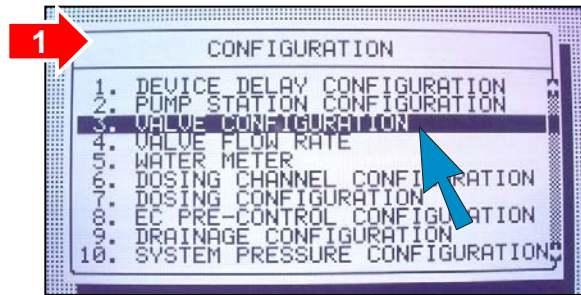 1
CONFIGURATION
1. DEVICE DELAY CONFIGURATION
2. PUMP STATION CONFIGURATION
3. VALVE CONFIGURATION
4. VALVE FLOW RATE
5. WATER METER
6. DOSING CHANNEL CONFIGURATION
7. DOSING CONFIGURATION
8. EC PRE-CONTROL CONFIGURATION
9. DRAINAGE CONFIGURATION
10. SYSTEM PRESSURE CONFIGURATION